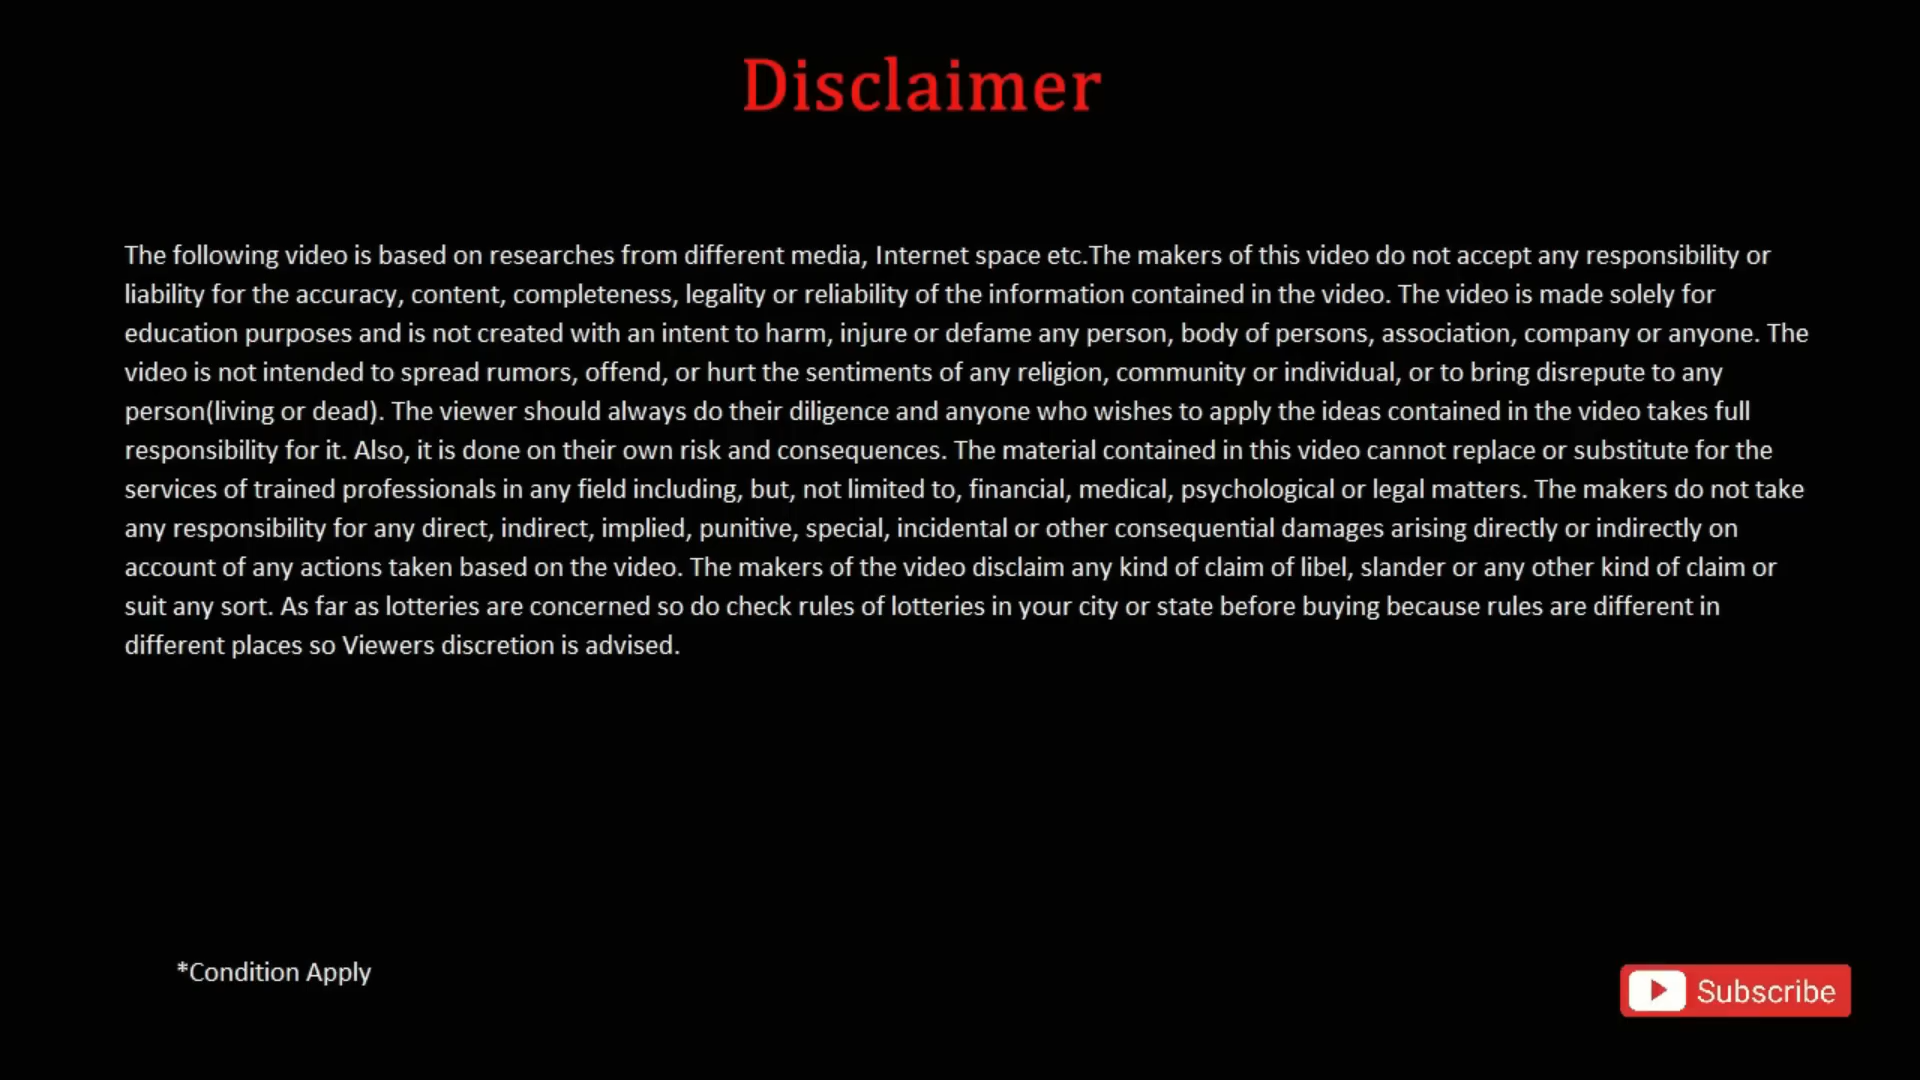 Disclaimer
The following video is based on researches from different media, Internet space etc.The makers of this video do not accept any responsibility or
liability for the accuracy, content, completeness, legality or reliability of the information contained in the video. The video is made solely for
education purposes and is not created with an intent to harm, injure or defame any person, body of persons, association, company or anyone. The
video is not intended to spread rumors, offend, or hurt the sentiments of any religion, community or individual, or to bring disrepute to any
person(living or dead). The viewer should always do their diligence and anyone who wishes to apply the ideas contained in the video takes full
responsibility for it. Also, it is done on their own risk and consequences. The material contained in this video cannot replace or substitute for the
services of trained professionals in any field including, but, not limited to, financial, medical, psychological or legal matters. The makers do not take
any responsibility for any direct, indirect, implied, punitive, special, incidental or other consequential damages arising directly or indirectly on
account of any actions taken based on the video. The makers of the video disclaim any kind of claim of libel, slander or any other kind of claim or
suit any sort. As far as lotteries are concerned so do check rules of lotteries in your city or state before buying because rules are different in
different places so Viewers discretion is advised.
*Condition Apply
Subscribe